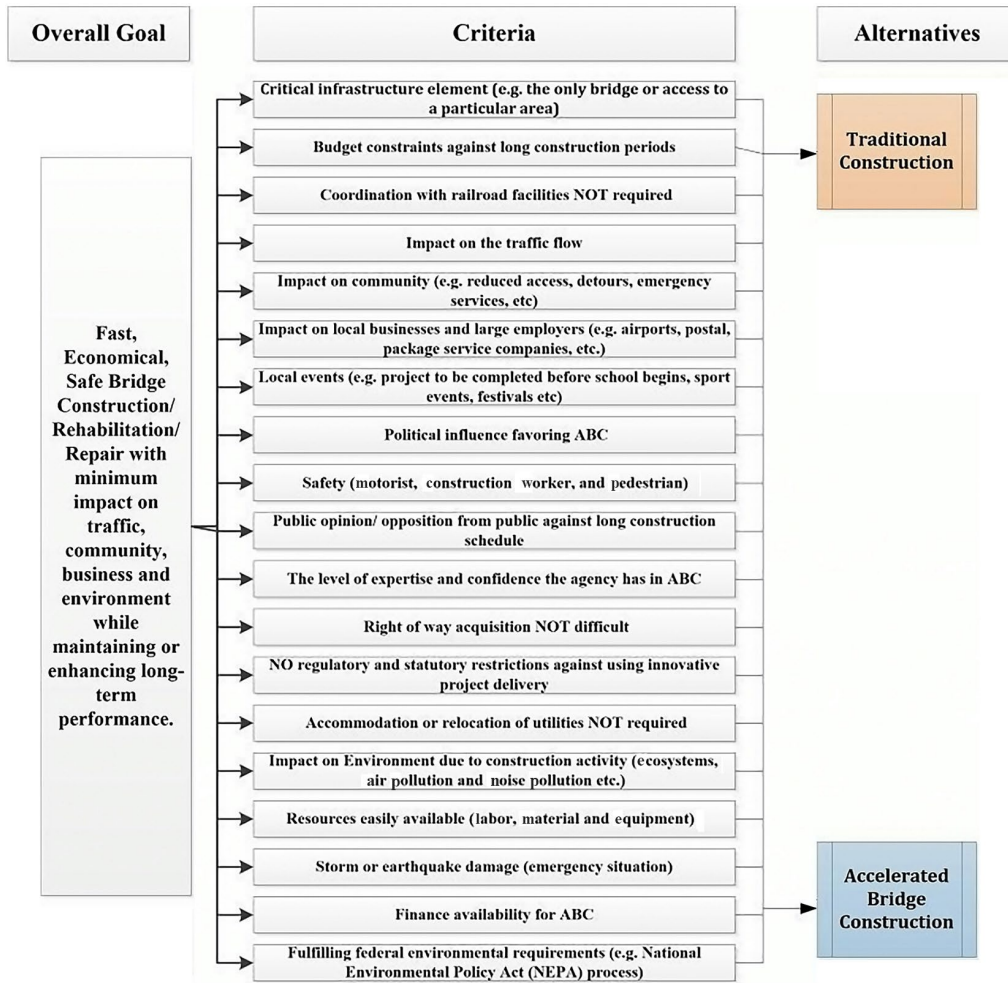 Overall Goal
Criteria
Alternatives
Fast,
Economical,
Safe Bridge
Construction/
Rehabilitation/
Repair with
minimum
impact on
traffic,
community,
business and
environment
while
maintaining or
enhancing long-
term
performance.
Critical infrastructure element (e.g. the only bridge or access to
a particular area)
Budget constraints against long construction periods
Coordination with railroad facilities NOT required
Impact on the traffic flow
Impact on community (e.g. reduced access, detours, emergency
services, etc)
Impact on local businesses and large employers (e.g. airports, postal,
package service companies, etc.)
Local events (e.g. project to be completed before school begins, sport
events, festivals etc)
Political influence favoring ABC
Safety (motorist, construction worker, and pedestrian)
Public opinion/ opposition from public against long construction
schedule
The level of expertise and confidence the agency has in ABC
Right of way acquisition NOT difficult
NO regulatory and statutory restrictions against using innovative
project delivery
Accommodation or relocation of utilities NOT required
Impact on Environment due to construction activity (ecosystems,
air pollution and noise pollution etc.)
Resources easily available (labor, material and equipment)
Storm or earthquake damage (emergency situation)
Finance availability for ABC
Fulfilling federal environmental requirements (e.g. National
Environmental Policy Act (NEPA) process)
Traditional
Construction
Accelerated
Bridge
Construction